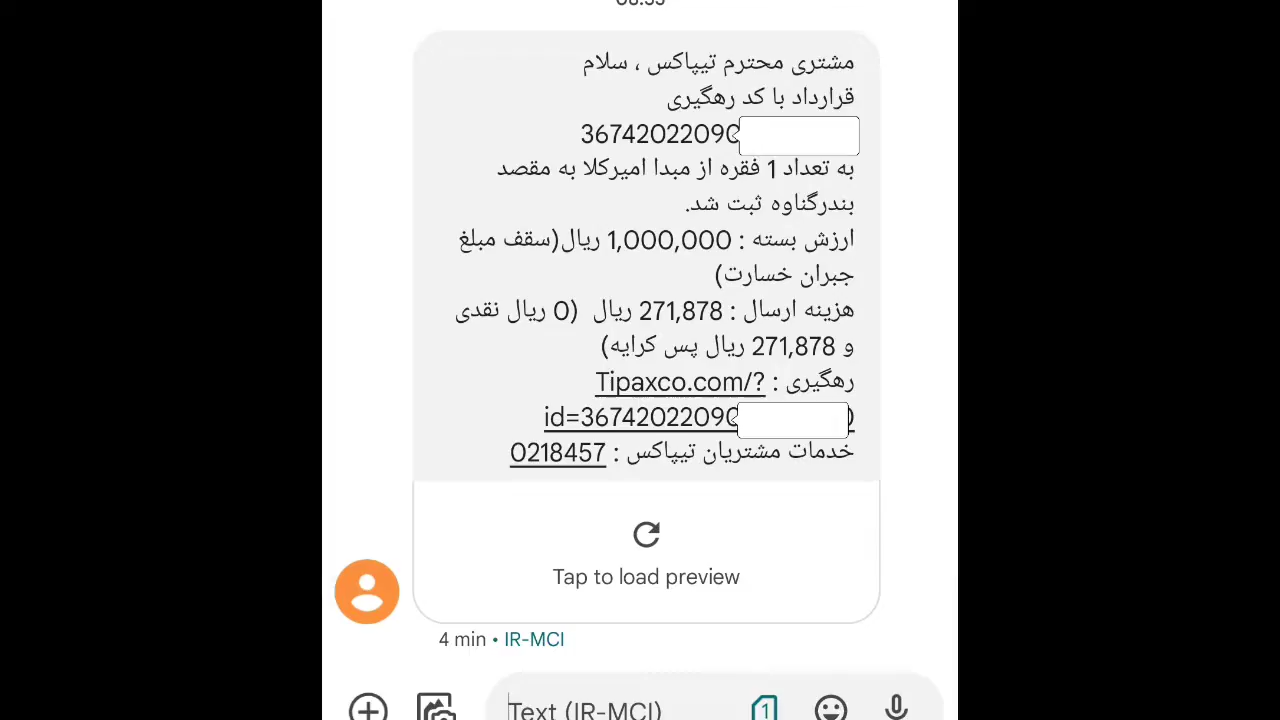 مشتری محترم تیپاکس ، سلام
قرارداد با کد رهگیری
36742022090
به تعداد 1 فقره از مبدا امیرکلا به مقصد
بندرگناوه ثبت شد.
ارزش بسته : 1,000,000 ریال(سقف مبلغ
جبران خسارت)
هزینه ارسال : 271,878 ریال (0 ریال نقدی
و 271,878 ریال پس کرایه)
رهگیری : Tipaxco.com/?
id=36742022090
خدمات مشتریان تیپاکس : 0218457
Tap to load preview
4 min • IR-MCI
Text (IR-MCI)
1